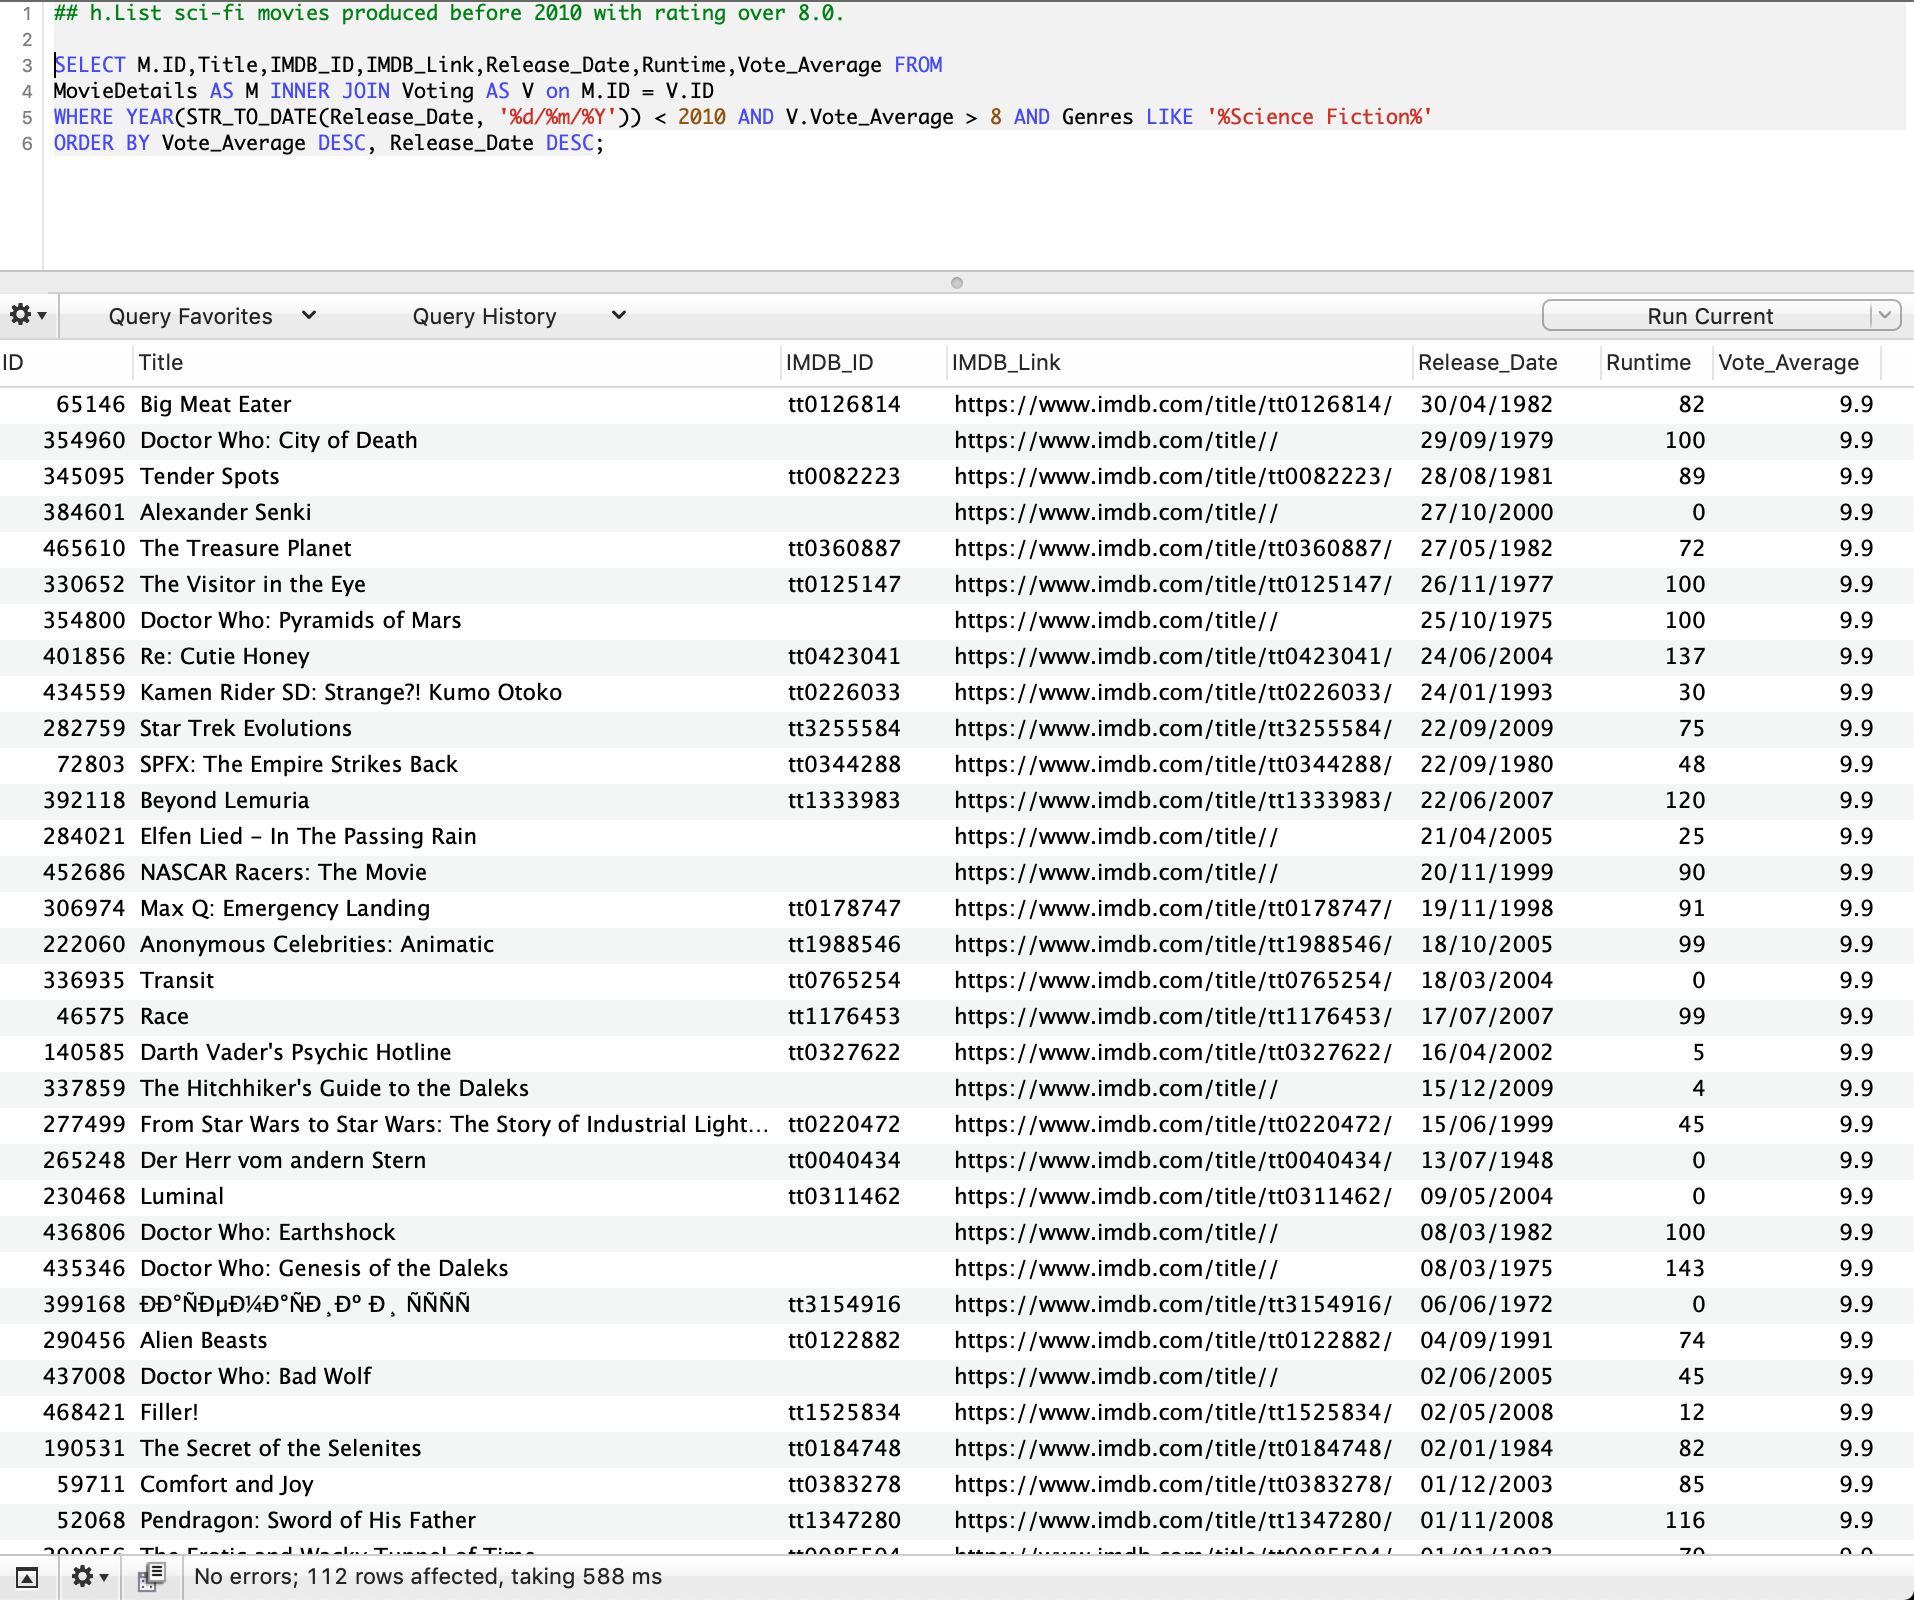 1 ## h.List sci-fi movies produced before 2010 with rating over 8.0.
2
3 SELECT M.ID,Title,IMDB_ID,IMDB_Link,Release_Date,Runtime,Vote_Average FROM
4 MovieDetails AS M INNER JOIN Voting AS V on M.ID = V.ID
5 WHERE YEAR(STR_TO_DATE(Release_Date, '%d/%m/%Y')) < 2010 AND V.Vote_Average > 8 AND Genres LIKE '%Science Fiction%'
6 ORDER BY Vote_Average DESC, Release_Date DESC;
Query Favorites Query History Run Current
ID Title IMDB_ID IMDB_Link Release_Date Runtime Vote_Average
65146 Big Meat Eater tt0126814 https://www.imdb.com/title/tt0126814/ 30/04/1982 82 9.9
354960 Doctor Who: City of Death https://www.imdb.com/title// 29/09/1979 100 9.9
345095 Tender Spots tt0082223 https://www.imdb.com/title/tt0082223/ 28/08/1981 89 9.9
384601 Alexander Senki https://www.imdb.com/title// 27/10/2000 0 9.9
465610 The Treasure Planet tt0360887 https://www.imdb.com/title/tt0360887/ 27/05/1982 72 9.9
330652 The Visitor in the Eye tt0125147 https://www.imdb.com/title/tt0125147/ 26/11/1977 100 9.9
354800 Doctor Who: Pyramids of Mars https://www.imdb.com/title// 25/10/1975 100 9.9
401856 Re: Cutie Honey tt0423041 https://www.imdb.com/title/tt0423041/ 24/06/2004 137 9.9
434559 Kamen Rider SD: Strange?! Kumo Otoko tt0226033 https://www.imdb.com/title/tt0226033/ 24/01/1993 30 9.9
282759 Star Trek Evolutions tt3255584 https://www.imdb.com/title/tt3255584/ 22/09/2009 75 9.9
72803 SPFX: The Empire Strikes Back tt0344288 https://www.imdb.com/title/tt0344288/ 22/09/1980 48 9.9
392118 Beyond Lemuria tt1333983 https://www.imdb.com/title/tt1333983/ 22/06/2007 120 9.9
284021 Elfen Lied – In The Passing Rain https://www.imdb.com/title// 21/04/2005 25 9.9
452686 NASCAR Racers: The Movie https://www.imdb.com/title// 20/11/1999 90 9.9
306974 Max Q: Emergency Landing tt0178747 https://www.imdb.com/title/tt0178747/ 19/11/1998 91 9.9
222060 Anonymous Celebrities: Animatic tt1988546 https://www.imdb.com/title/tt1988546/ 18/10/2005 99 9.9
336935 Transit tt0765254 https://www.imdb.com/title/tt0765254/ 18/03/2004 0 9.9
46575 Race tt1176453 https://www.imdb.com/title/tt1176453/ 17/07/2007 99 9.9
140585 Darth Vader's Psychic Hotline tt0327622 https://www.imdb.com/title/tt0327622/ 16/04/2002 5 9.9
337859 The Hitchhiker's Guide to the Daleks https://www.imdb.com/title// 15/12/2009 4 9.9
277499 From Star Wars to Star Wars: The Story of Industrial Light... tt0220472 https://www.imdb.com/title/tt0220472/ 15/06/1999 45 9.9
265248 Der Herr vom andern Stern tt0040434 https://www.imdb.com/title/tt0040434/ 13/07/1948 0 9.9
230468 Luminal tt0311462 https://www.imdb.com/title/tt0311462/ 09/05/2004 0 9.9
436806 Doctor Who: Earthshock https://www.imdb.com/title// 08/03/1982 100 9.9
435346 Doctor Who: Genesis of the Daleks https://www.imdb.com/title// 08/03/1975 143 9.9
399168 ÐÐ°ÑÐµÐ¼Ð°ÑÐ¸Ðº Ð¸ ÑÑÑÑ tt3154916 https://www.imdb.com/title/tt3154916/ 06/06/1972 0 9.9
290456 Alien Beasts tt0122882 https://www.imdb.com/title/tt0122882/ 04/09/1991 74 9.9
437008 Doctor Who: Bad Wolf https://www.imdb.com/title// 02/06/2005 45 9.9
468421 Filler! tt1525834 https://www.imdb.com/title/tt1525834/ 02/05/2008 12 9.9
190531 The Secret of the Selenites tt0184748 https://www.imdb.com/title/tt0184748/ 02/01/1984 82 9.9
59711 Comfort and Joy tt0383278 https://www.imdb.com/title/tt0383278/ 01/12/2003 85 9.9
52068 Pendragon: Sword of His Father tt1347280 https://www.imdb.com/title/tt1347280/ 01/11/2008 116 9.9
The Erotic and Wacky Tunnel of Time
No errors; 112 rows affected, taking 588 ms